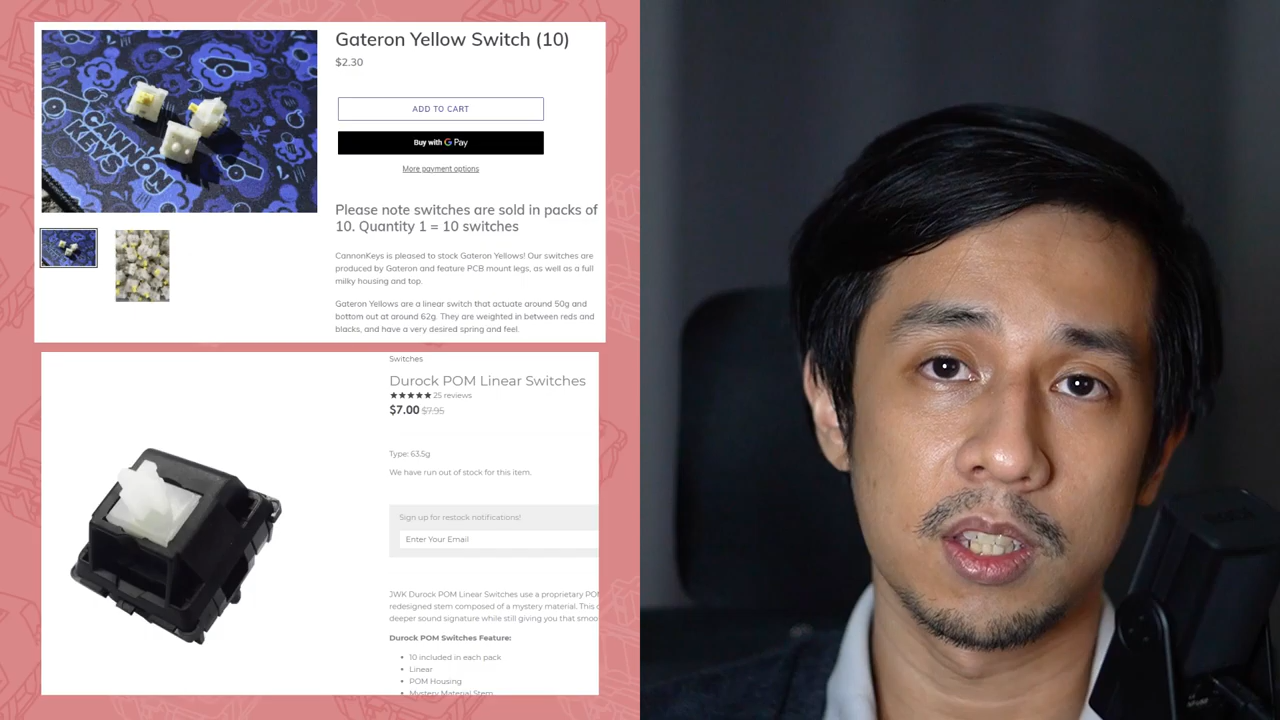 Gateron Yellow Switch (10)
$2.30
ADD TO CART
Buy with G Pay
More payment options
Please note switches are sold in packs of
10. Quantity 1 = 10 switches
CannonKeys is pleased to stock Gateron Yellows! Our switches are
produced by Gateron and feature PCB mount legs, as well as a full
milky housing and top.
Gateron Yellows are a linear switch that actuate around 50g and
bottom out at around 62g. They are weighted in between reds and
blacks, and have a very desired spring and feel.
CANNON
KEYS
Switches
Durock POM Linear Switches
★★★★★ 25 reviews
$7.00 $7.95
Type: 63.5g
We have run out of stock for this item.
Sign up for restock notifications!
Enter Your Email
JWK Durock POM Linear Switches use a proprietary PO
redesigned stem composed of a mystery material. This
deeper sound signature while still giving you that smoo
Durock POM Switches Feature:
• 10 included in each pack
• Linear
• POM Housing
• Mystery Material Stem